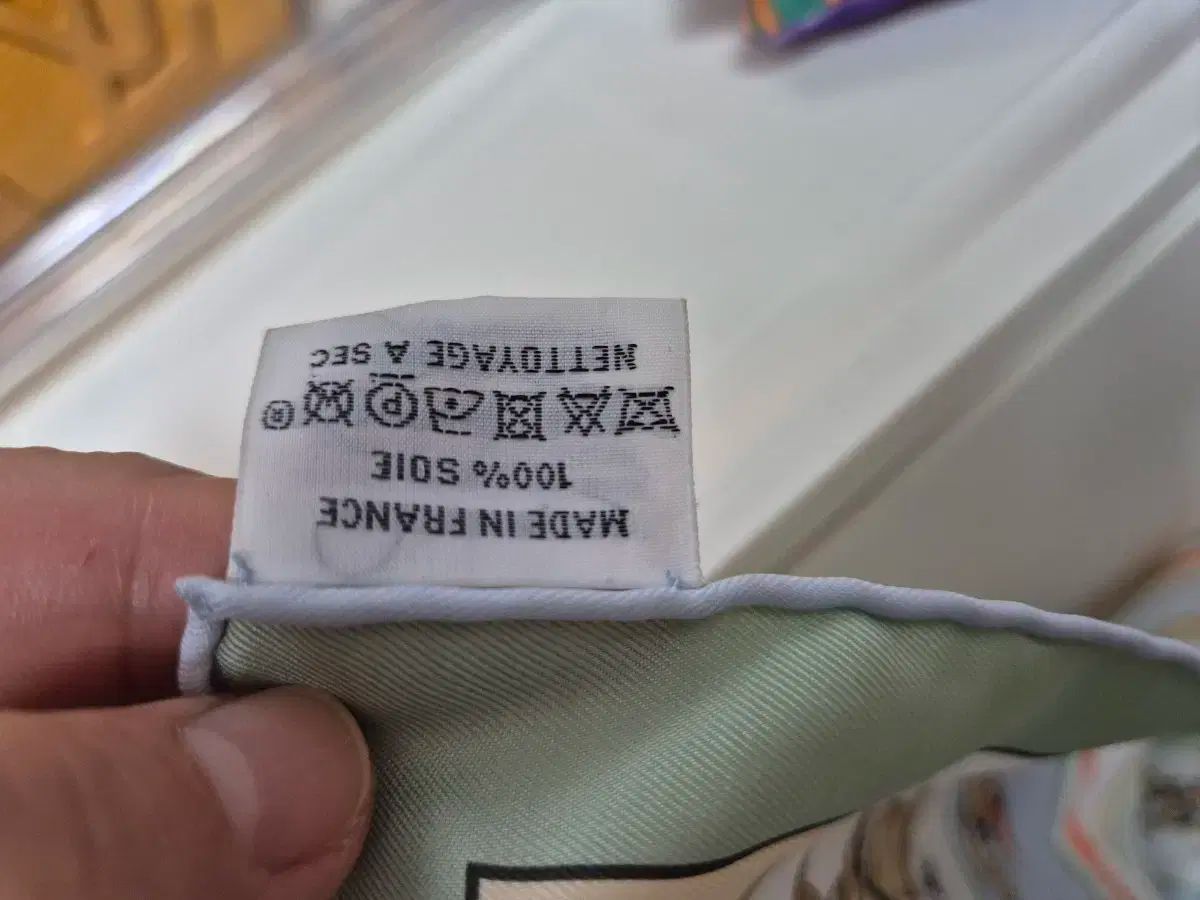 MADE IN FRANCE
100% SOIE
P W ®
NETTOYAGE A SEC